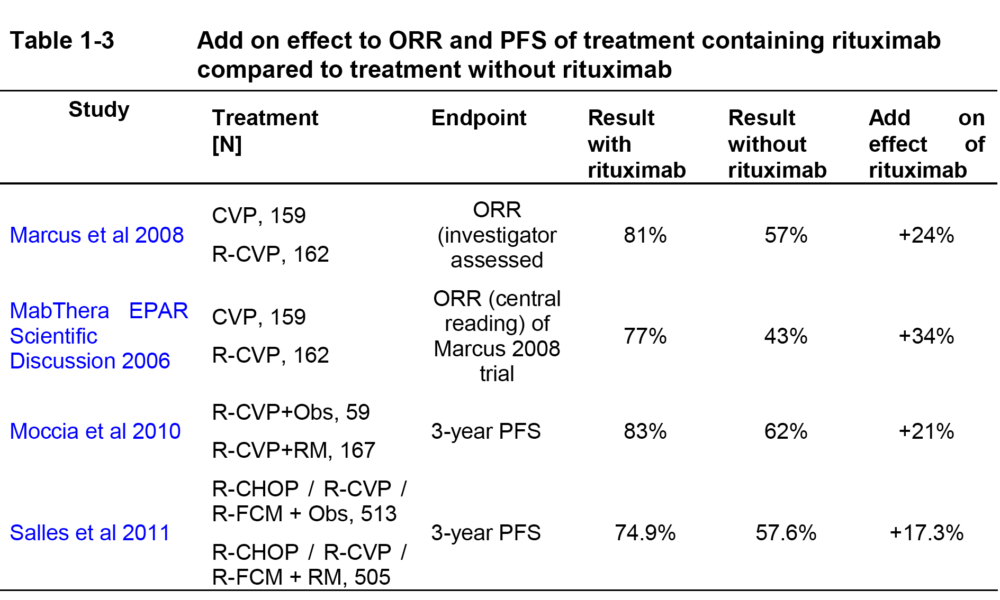 Table 1-3 Add on effect to ORR and PFS of treatment containing rituximab
compared to treatment without rituximab
Study
Treatment
[N]
Endpoint
Result
with
rituximab
Result
without
rituximab
Add on
effect of
rituximab
Marcus et al 2008
CVP, 159
R-CVP, 162
ORR
(investigator
assessed
81%
57%
+24%
MabThera EPAR
Scientific
Discussion 2006
CVP, 159
R-CVP, 162
ORR (central
reading) of
Marcus 2008
trial
77%
43%
+34%
Moccia et al 2010
R-CVP+Obs, 59
R-CVP+RM, 167
3-year PFS
83%
62%
+21%
Salles et al 2011
R-CHOP / R-CVP /
R-FCM + Obs, 513
R-CHOP / R-CVP /
R-FCM + RM, 505
3-year PFS
74.9%
57.6%
+17.3%